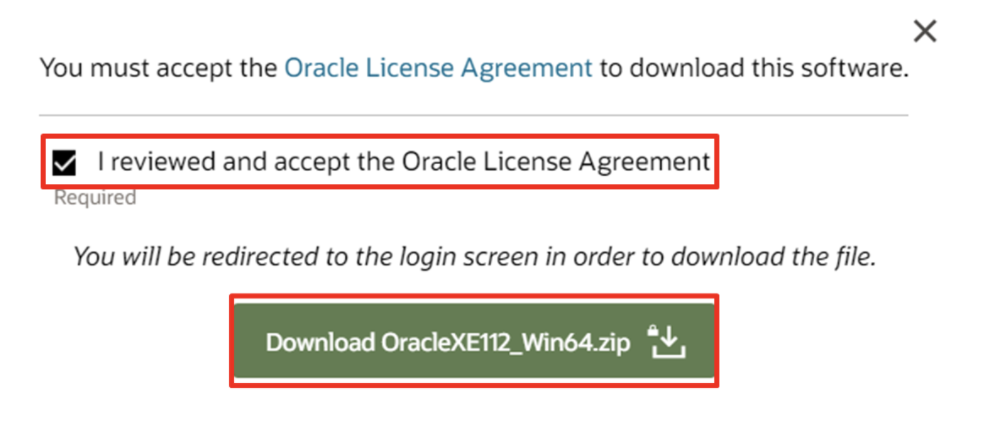 You must accept the Oracle License Agreement to download this software.
I reviewed and accept the Oracle License Agreement
Required
You will be redirected to the login screen in order to download the file.
Download OracleXE112_Win64.zip